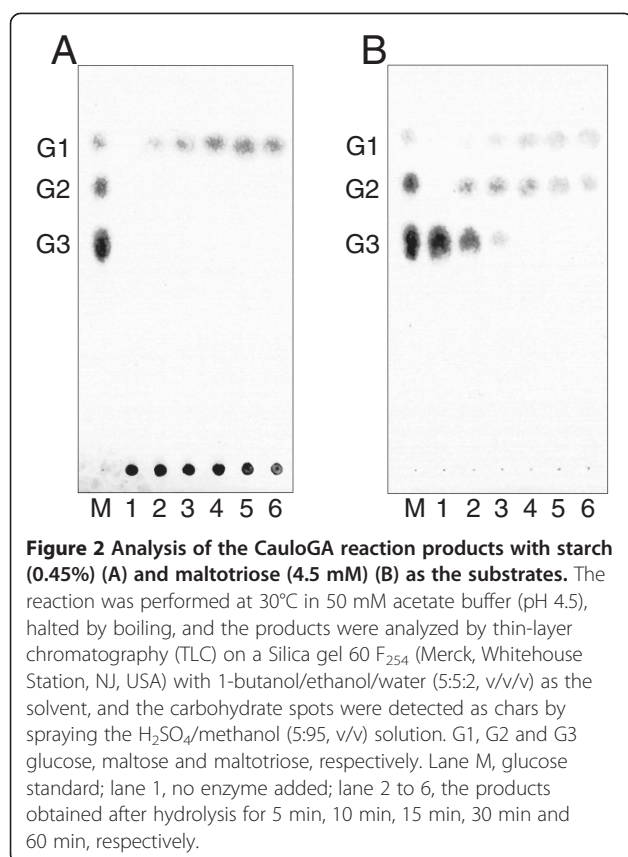 A
B
G1
G2
G3
M 1 2 3 4 5 6
G1
G2
G3
M 1 2 3 4 5 6
Figure 2 Analysis of the CauloGA reaction products with starch
(0.45%) (A) and maltotriose (4.5 mM) (B) as the substrates. The
reaction was performed at 30°C in 50 mM acetate buffer (pH 4.5),
halted by boiling, and the products were analyzed by thin-layer
chromatography (TLC) on a Silica gel 60 F254 (Merck, Whitehouse
Station, NJ, USA) with 1-butanol/ethanol/water (5:5:2, v/v/v) as the
solvent, and the carbohydrate spots were detected as chars by
spraying the H2SO4/methanol (5:95, v/v) solution. G1, G2 and G3
glucose, maltose and maltotriose, respectively. Lane M, glucose
standard; lane 1, no enzyme added; lane 2 to 6, the products
obtained after hydrolysis for 5 min, 10 min, 15 min, 30 min and
60 min, respectively.